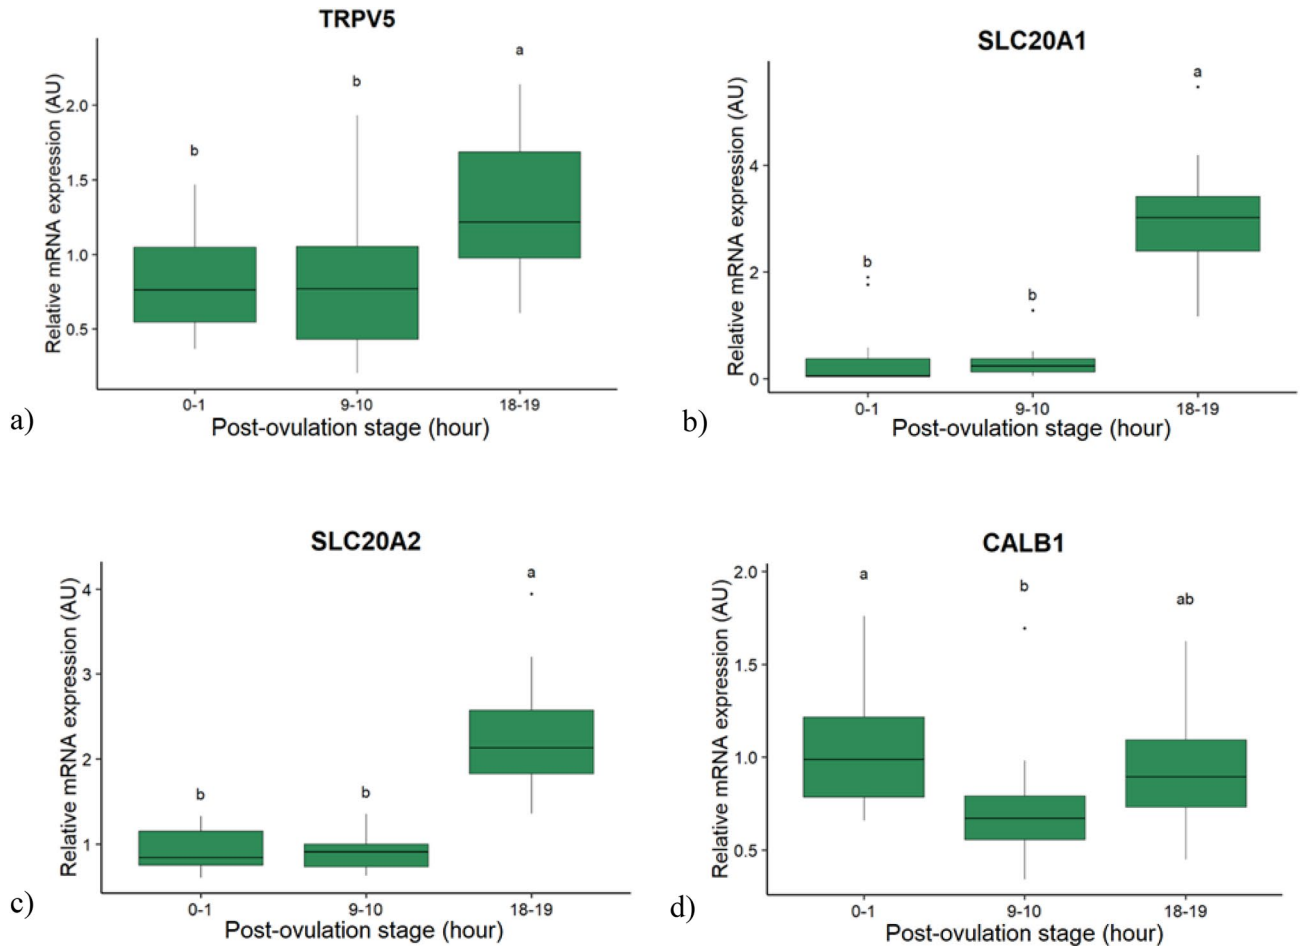 TRPV5
Relative mRNA expression (AU)
2.0
1.5
1.0
0.5
b
b
a
0-1
9-10
18-19
Post-ovulation stage (hour)
a)
SLC20A1
Relative mRNA expression (AU)
4
2
0
b
b
a
0-1
9-10
18-19
Post-ovulation stage (hour)
b)
SLC20A2
Relative mRNA expression (AU)
4
3
2
1
b
b
a
0-1
9-10
18-19
Post-ovulation stage (hour)
c)
CALB1
Relative mRNA expression (AU)
2.0
1.5
1.0
0.5
a
b
ab
0-1
9-10
18-19
Post-ovulation stage (hour)
d)